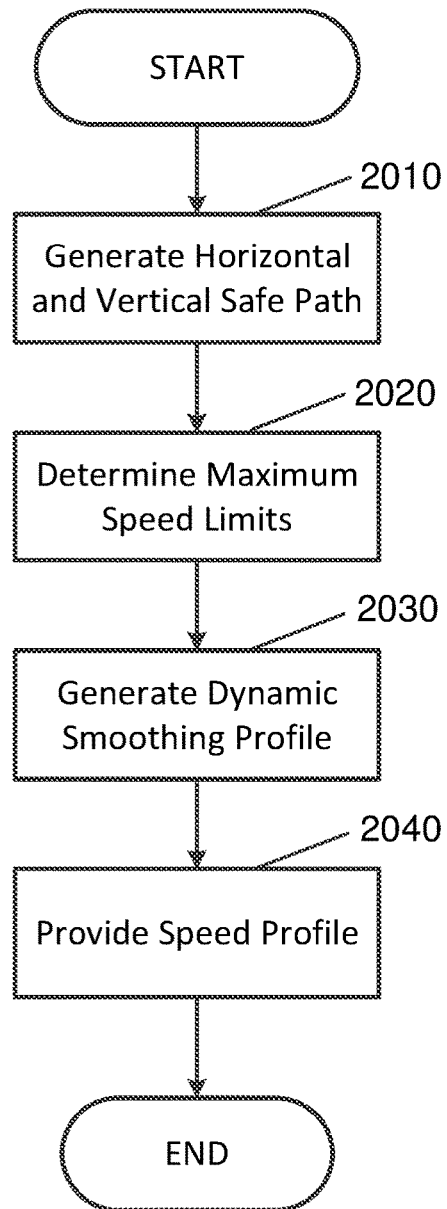 START
2010
Generate Horizontal
and Vertical Safe Path
2020
Determine Maximum
Speed Limits
2030
Generate Dynamic
Smoothing Profile
2040
Provide Speed Profile
END